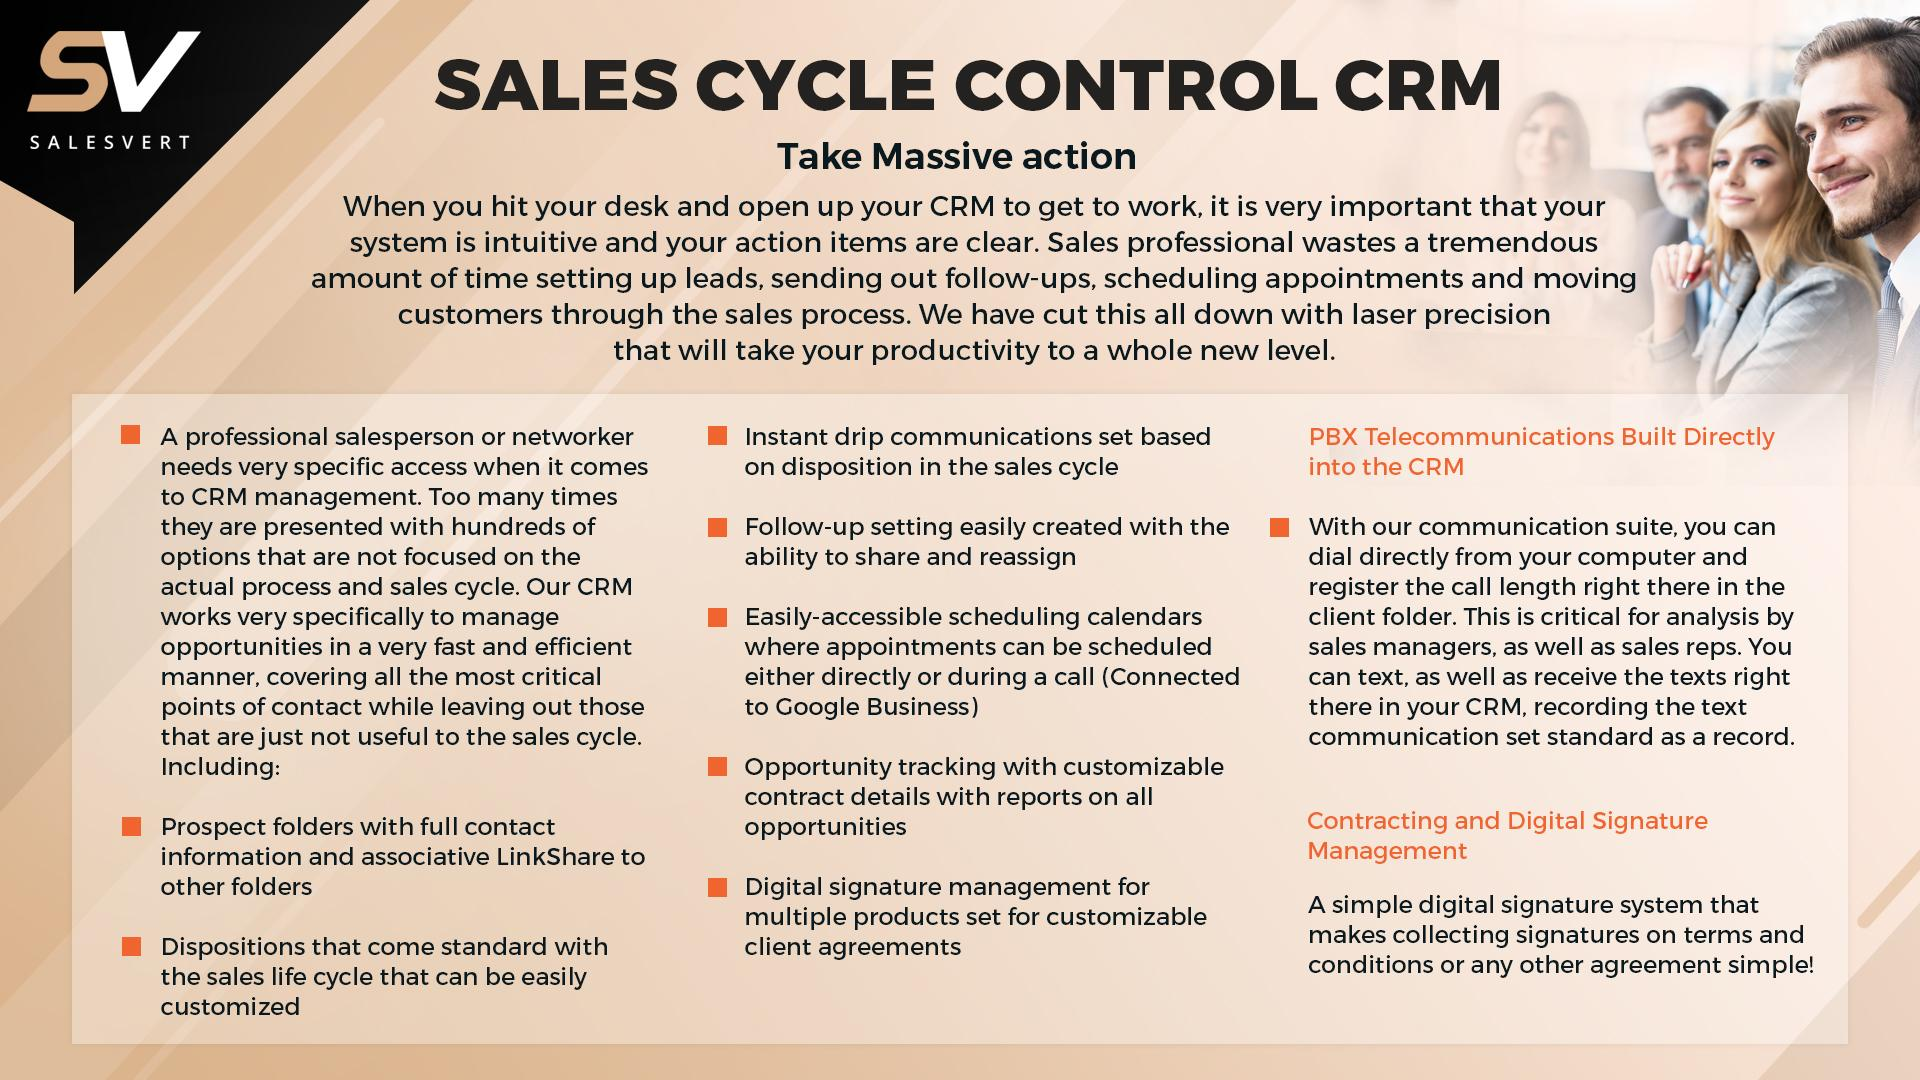 SV
SALESVERT
SALES CYCLE CONTROL CRM
Take Massive action
When you hit your desk and open up your CRM to get to work, it is very important that your
system is intuitive and your action items are clear. Sales professional wastes a tremendous
amount of time setting up leads, sending out follow-ups, scheduling appointments and moving
customers through the sales process. We have cut this all down with laser precision
that will take your productivity to a whole new level.
A professional salesperson or networker
needs very specific access when it comes
to CRM management. Too many times
they are presented with hundreds of
options that are not focused on the
actual process and sales cycle. Our CRM
works very specifically to manage
opportunities in a very fast and efficient
manner, covering all the most critical
points of contact while leaving out those
that are just not useful to the sales cycle.
Including:
Prospect folders with full contact
information and associative LinkShare to
other folders
Dispositions that come standard with
the sales life cycle that can be easily
customized
Instant drip communications set based
on disposition in the sales cycle
Follow-up setting easily created with the
ability to share and reassign
Easily-accessible scheduling calendars
where appointments can be scheduled
either directly or during a call (Connected
to Google Business)
Opportunity tracking with customizable
contract details with reports on all
opportunities
Digital signature management for
multiple products set for customizable
client agreements
PBX Telecommunications Built Directly
into the CRM
With our communication suite, you can
dial directly from your computer and
register the call length right there in the
client folder. This is critical for analysis by
sales managers, as well as sales reps. You
can text, as well as receive the texts right
there in your CRM, recording the text
communication set standard as a record.
Contracting and Digital Signature
Management
A simple digital signature system that
makes collecting signatures on terms and
conditions or any other agreement simple!